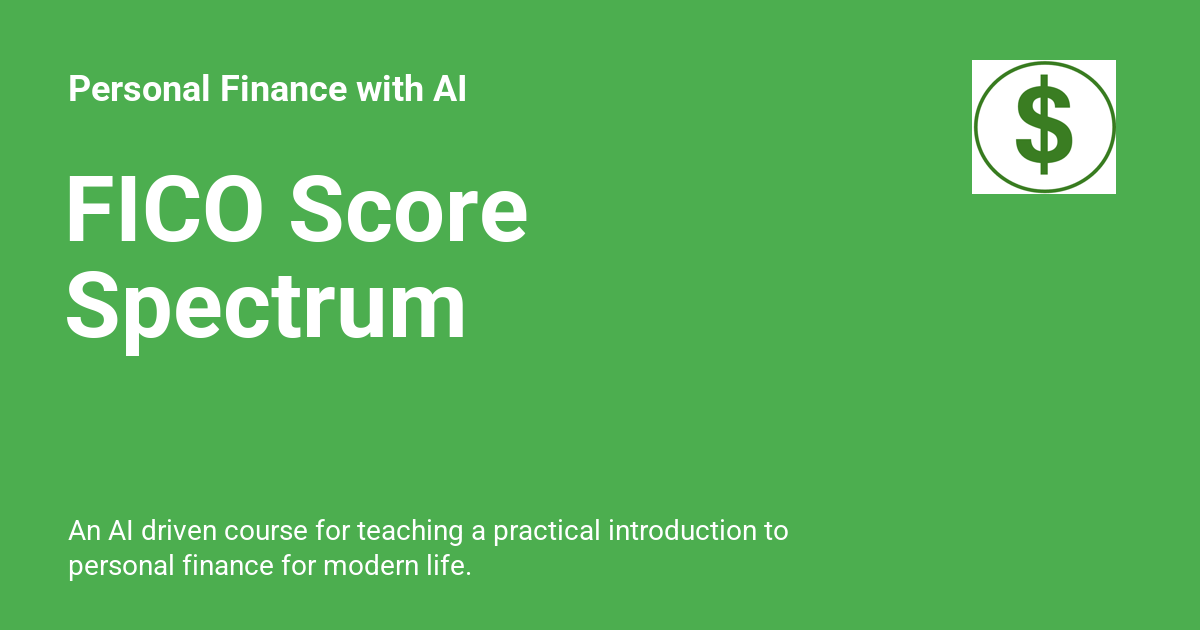 Personal Finance with AI
$
FICO Score
Spectrum
An AI driven course for teaching a practical introduction to
personal finance for modern life.